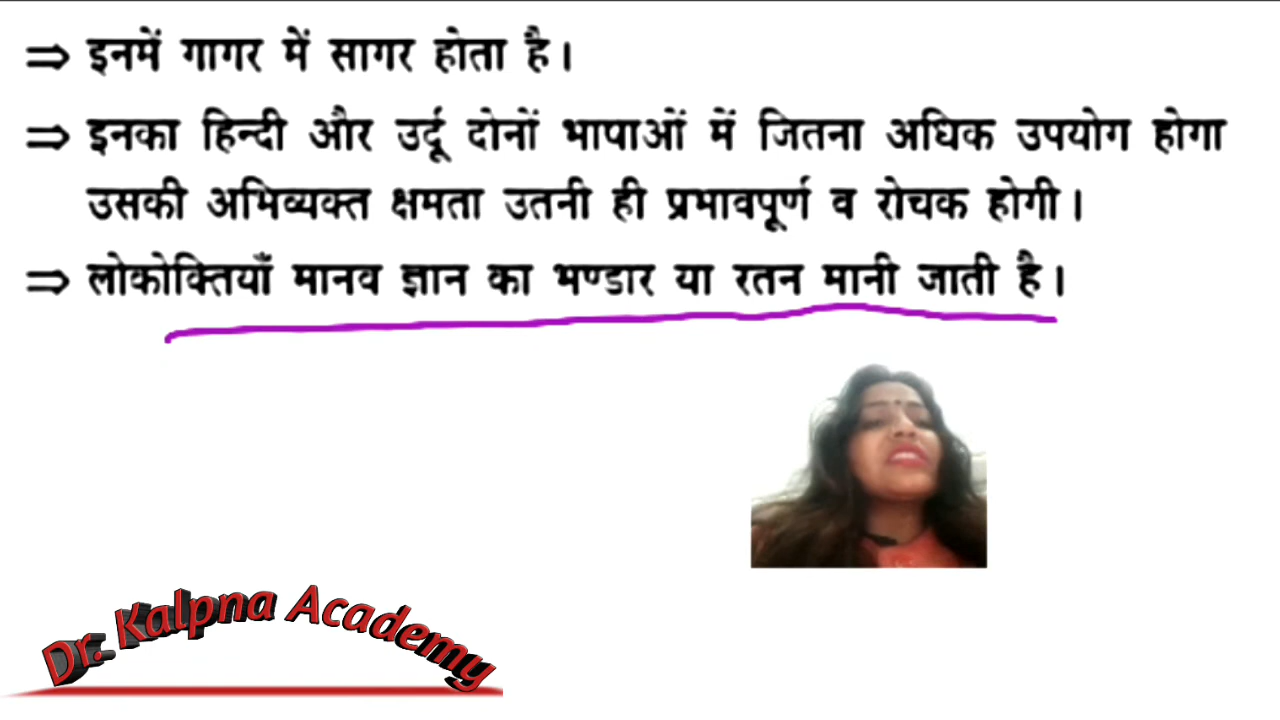 ⇒ इनमें गागर में सागर होता है।
⇒ इनका हिन्दी और उर्दू दोनों भाषाओं में जितना अधिक उपयोग होगा
उसकी अभिव्यक्त क्षमता उतनी ही प्रभावपूर्ण व रोचक होगी।
⇒ लोकोक्तियाँ मानव ज्ञान का भण्डार या रतन मानी जाती है।
Dr. Kalpna Academy